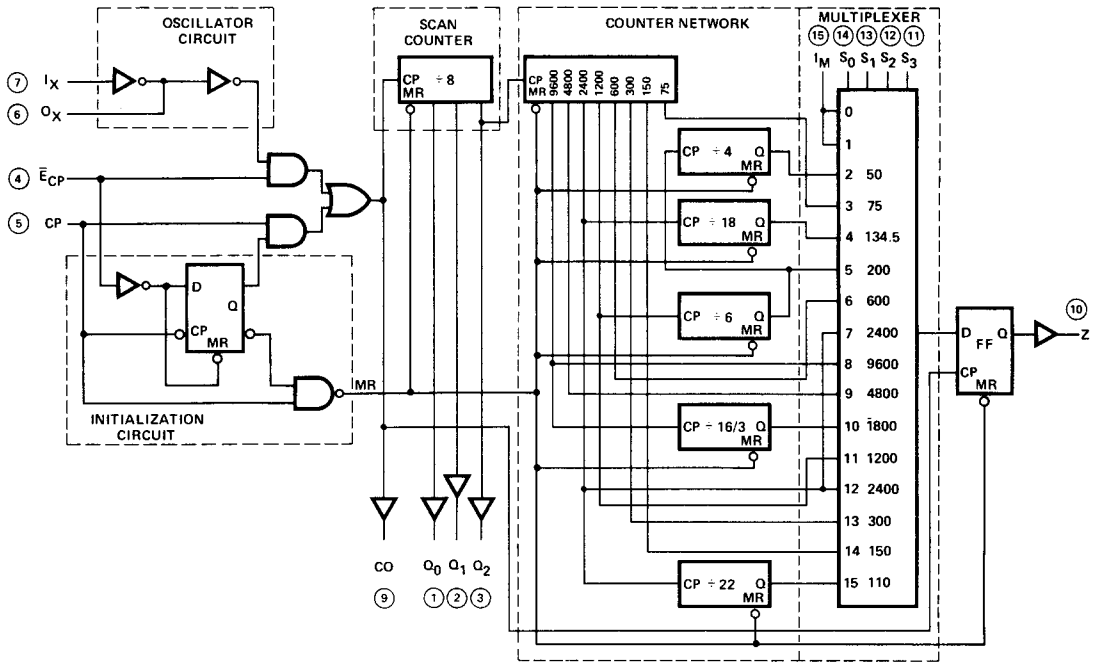 OSCILLATOR
CIRCUIT
SCAN
COUNTER
COUNTER NETWORK
MULTIPLEXER
15 14 13 12 11
I_M S_0 S_1 S_2 S_3
7 I_X
6 O_X
4 E̅_CP
5 CP
CP ÷ 8
MR
CP
MR
9600
4800
2400
1200
600
300
150
75
CP ÷ 4 Q
MR
CP ÷ 18 Q
MR
CP ÷ 6 Q
MR
CP ÷ 16/3 Q
MR
CP ÷ 22 Q
MR
0
1
2 50
3 75
4 134.5
5 200
6 600
7 2400
8 9600
9 4800
10 1800
11 1200
12 2400
13 300
14 150
15 110
D
Q
CP
MR
MR
INITIALIZATION
CIRCUIT
D Q
FF
CP
MR
10
Z
CO Q_0 Q_1 Q_2
9 1 2 3